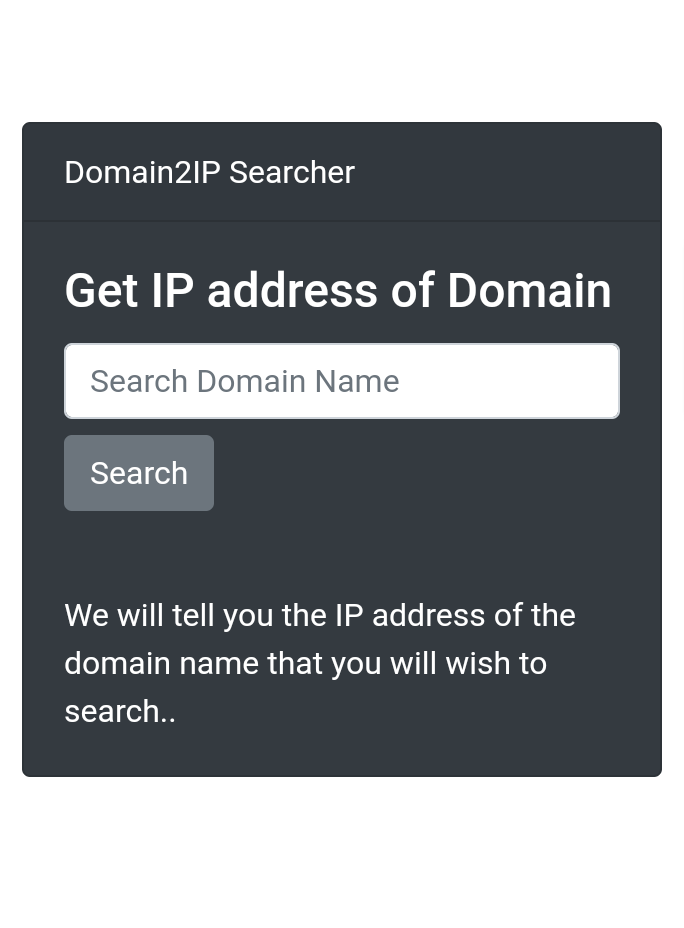 Domain2IP Searcher
Get IP address of Domain
Search Domain Name
Search
We will tell you the IP address of the
domain name that you will wish to
search..